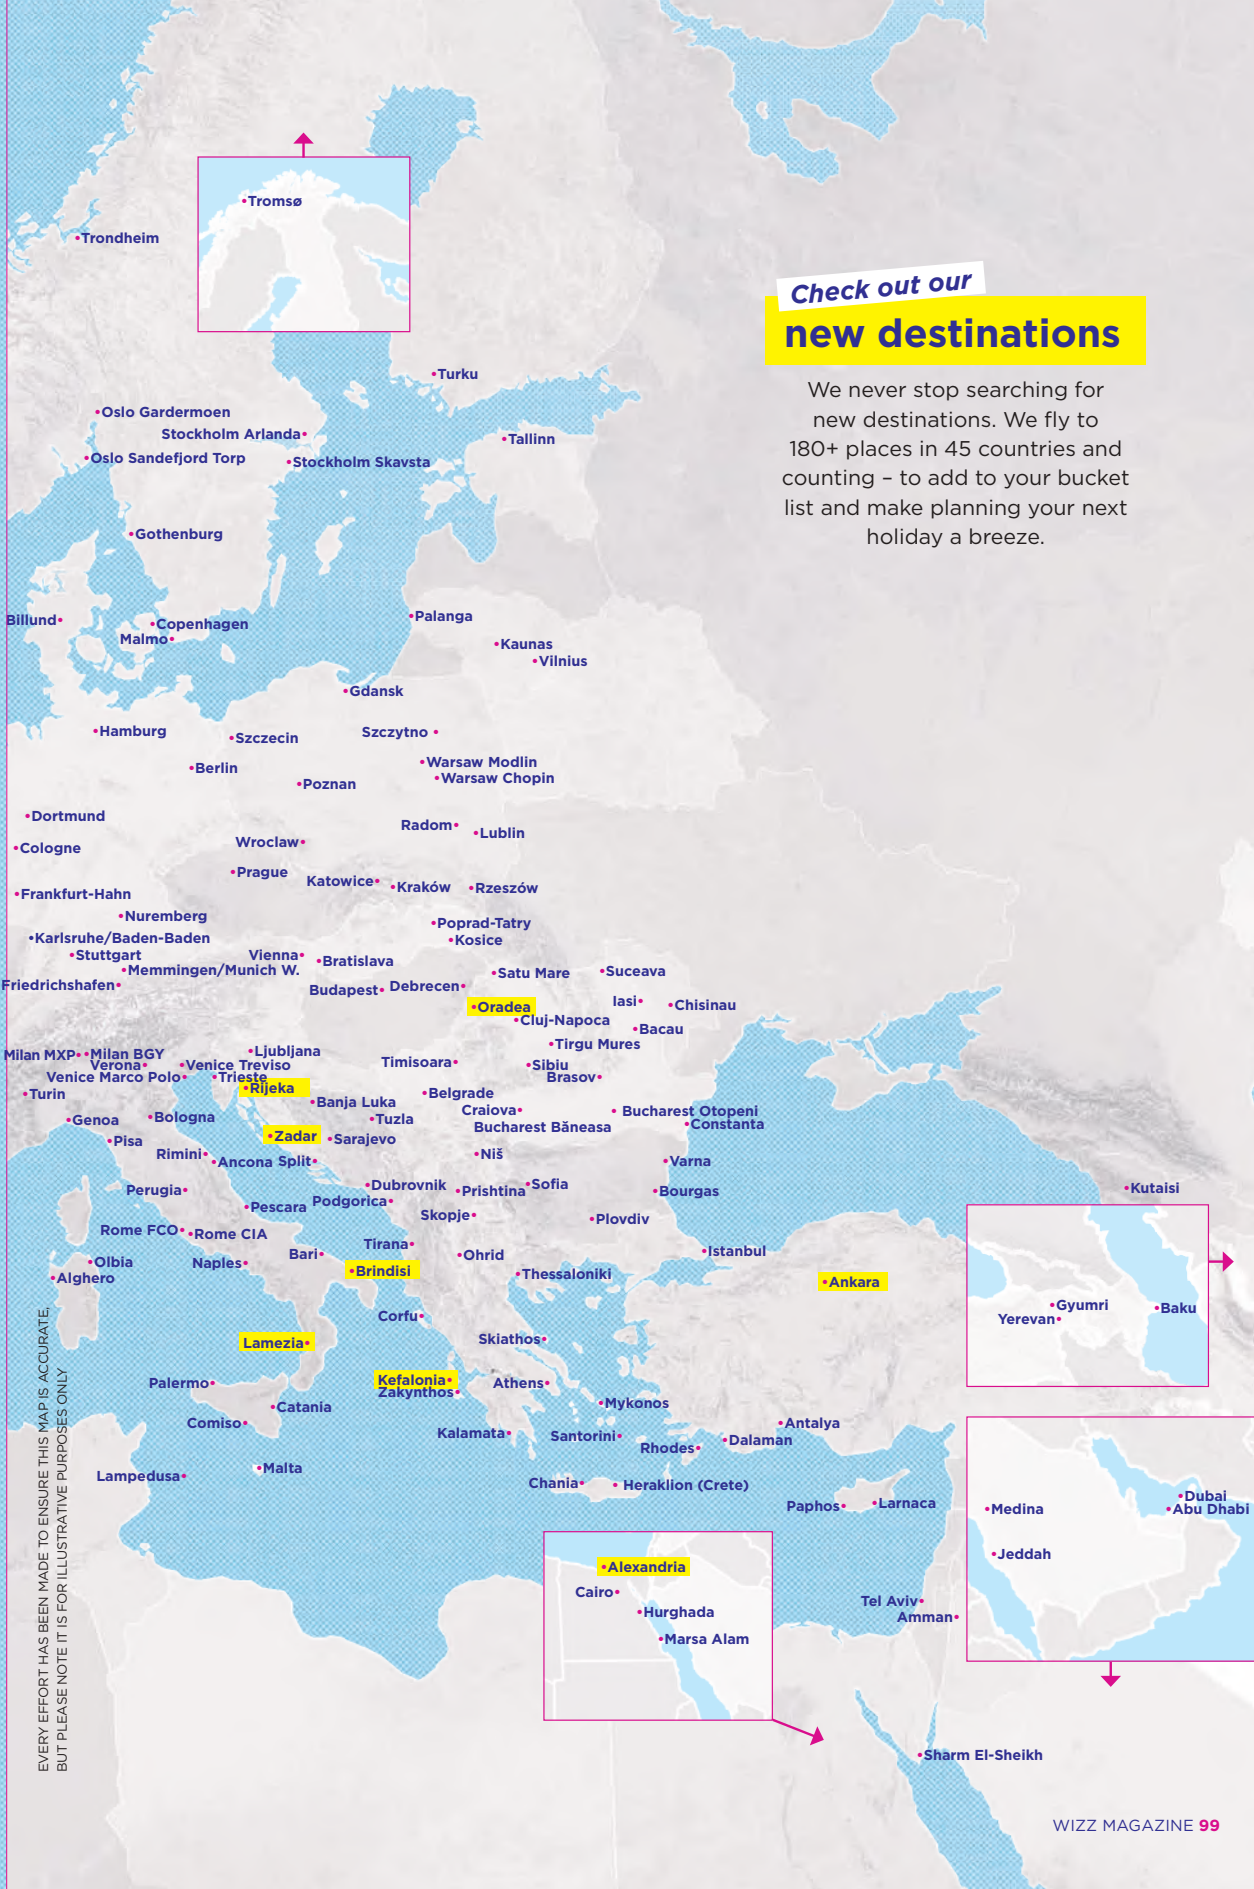 Tromsø
Trondheim
Check out our
new destinations
We never stop searching for
new destinations. We fly to
180+ places in 45 countries and
counting – to add to your bucket
list and make planning your next
holiday a breeze.
Turku
Oslo Gardermoen
Stockholm Arlanda
Tallinn
Oslo Sandefjord Torp
Stockholm Skavsta
Gothenburg
Billund
Copenhagen
Malmo
Palanga
Kaunas
Vilnius
Gdansk
Hamburg
Szczecin
Szczytno
Berlin
Warsaw Modlin
Warsaw Chopin
Poznan
Dortmund
Radom
Lublin
Wroclaw
Cologne
Prague
Katowice
Kraków
Rzeszów
Frankfurt-Hahn
Nuremberg
Poprad-Tatry
Karlsruhe/Baden-Baden
Kosice
Stuttgart
Vienna
Bratislava
Memmingen/Munich W.
Satu Mare
Suceava
Friedrichshafen
Budapest
Debrecen
Oradea
Iasi
Chisinau
Cluj-Napoca
Bacau
Tirgu Mures
Milan MXP
Milan BGY
Ljubljana
Verona
Venice Treviso
Timisoara
Sibiu
Venice Marco Polo
Trieste
Brasov
Rijeka
Turin
Banja Luka
Belgrade
Genoa
Bologna
Tuzla
Craiova
Bucharest Otopeni
Bucharest Băneasa
Constanta
Pisa
Zadar
Sarajevo
Rimini
Ancona
Split
Niš
Varna
Perugia
Dubrovnik
Prishtina
Sofia
Bourgas
Kutaisi
Pescara
Podgorica
Skopje
Plovdiv
Rome FCO
Rome CIA
Tirana
Bari
Ohrid
Istanbul
Olbia
Naples
Alghero
Brindisi
Thessaloniki
Ankara
Gyumri
Yerevan
Baku
Corfu
Lamezia
Skiathos
Palermo
Kefalonia
Zakynthos
Athens
Catania
Mykonos
Comiso
Kalamata
Santorini
Antalya
Rhodes
Dalaman
Lampedusa
Malta
Chania
Heraklion (Crete)
Paphos
Larnaca
Medina
Dubai
Abu Dhabi
Jeddah
Alexandria
Cairo
Hurghada
Marsa Alam
Tel Aviv
Amman
Sharm El-Sheikh
EVERY EFFORT HAS BEEN MADE TO ENSURE THIS MAP IS ACCURATE,
BUT PLEASE NOTE IT IS FOR ILLUSTRATIVE PURPOSES ONLY
WIZZ MAGAZINE 99